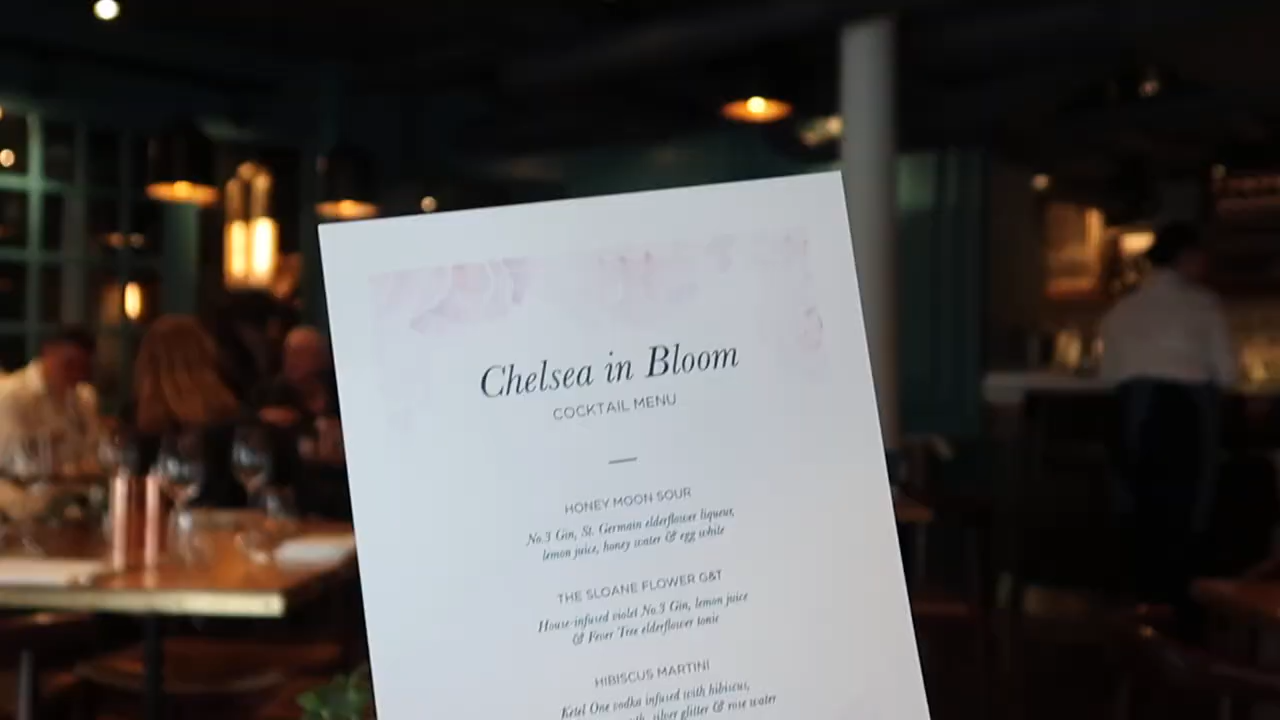 Chelsea in Bloom
COCKTAIL MENU
HONEY MOON SOUR
No.3 Gin, St. Germain elderflower liqueur,
lemon juice, honey water & egg white
THE SLOANE FLOWER G&T
House-infused violet No.3 Gin, lemon juice
& Fever Tree elderflower tonic
HIBISCUS MARTINI
Ketel One vodka infused with hibiscus,
silver glitter & rose water